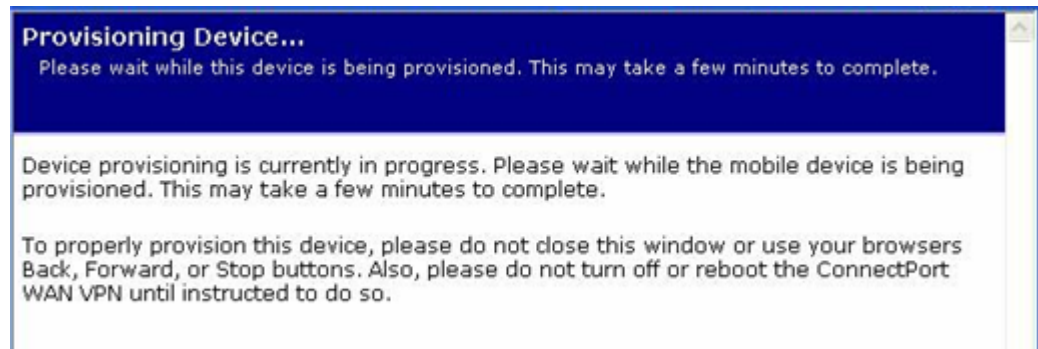 Provisioning Device...
Please wait while this device is being provisioned. This may take a few minutes to complete.
Device provisioning is currently in progress. Please wait while the mobile device is being
provisioned. This may take a few minutes to complete.
To properly provision this device, please do not close this window or use your browsers
Back, Forward, or Stop buttons. Also, please do not turn off or reboot the ConnectPort
WAN VPN until instructed to do so.